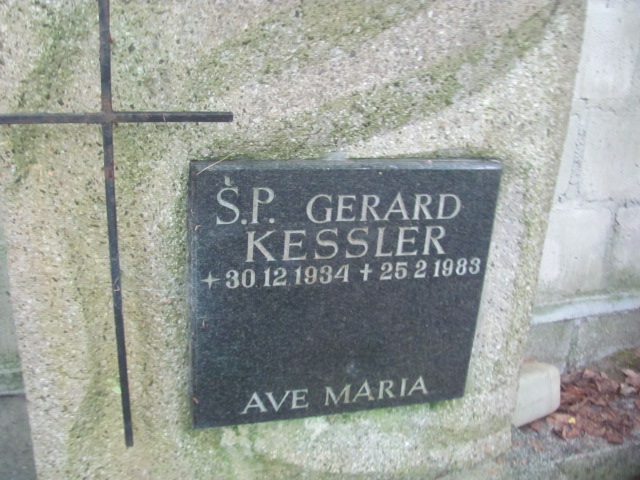 Ś.P. GERARD
KESSLER
+30.12.1934 +25.2.1983
AVE MARIA